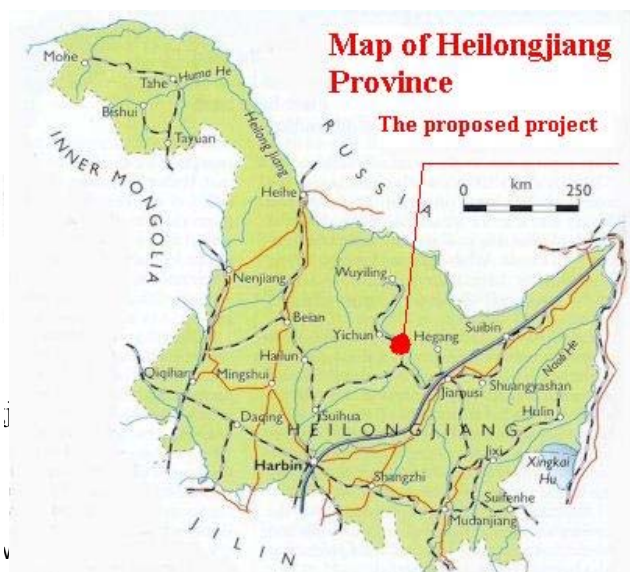 Map of Heilongjiang
Province
The proposed project
Mohe
Tahe
Huma He
Bishui
Tayuan
Heilong Jiang
RUSSIA
INNER MONGOLIA
0 km 250
Heihe
Nenjiang
Wuyiling
Beian
Yichun
Hegang
Suibin
Hailun
Qiqihar
Mingshui
Jiamusi
Shuangyashan
Daqing
Suihua
Hulin
HEILONGJIANG
Harbin
Shangzhi
Jixi
Xingkai
Hu
Suifenhe
Mudanjiang
JILIN